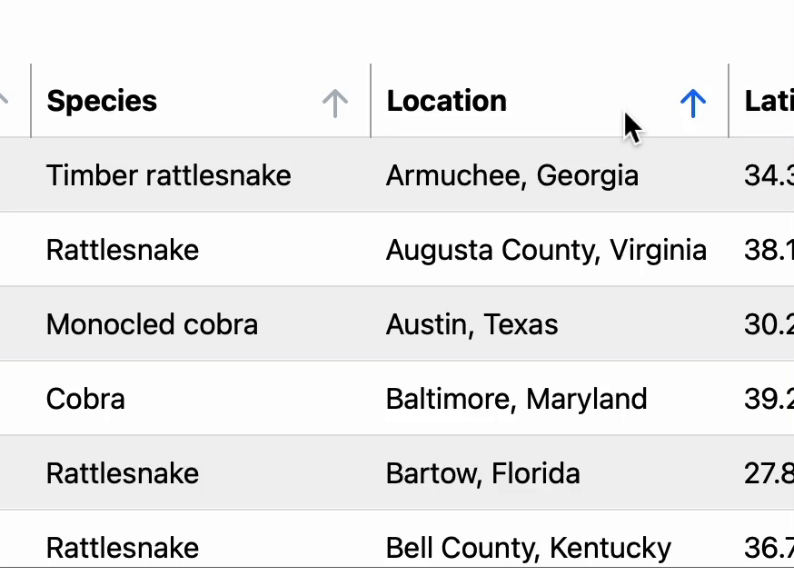 Species Location Lati
Timber rattlesnake Armuchee, Georgia 34.3
Rattlesnake Augusta County, Virginia 38.1
Monocled cobra Austin, Texas 30.2
Cobra Baltimore, Maryland 39.2
Rattlesnake Bartow, Florida 27.8
Rattlesnake Bell County, Kentucky 36.7